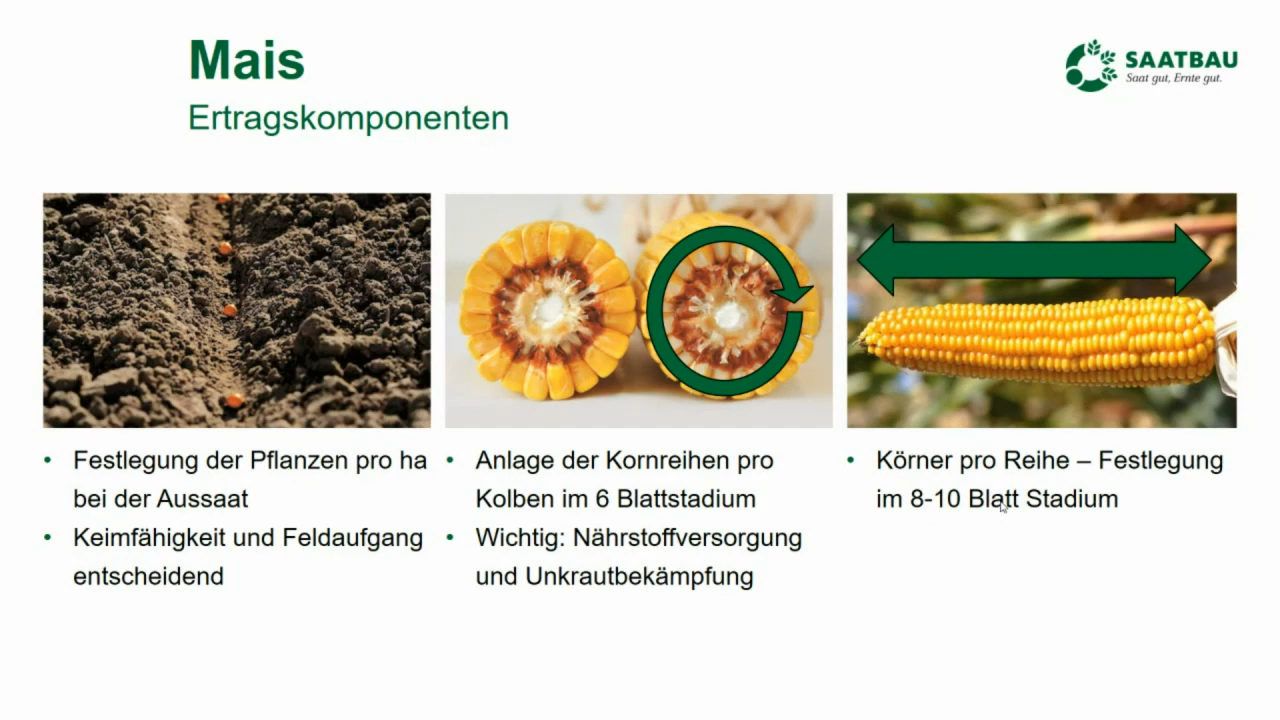 Mais
Ertragskomponenten
SAATBAU
Saat gut, Ernte gut.
• Festlegung der Pflanzen pro ha
bei der Aussaat
• Keimfähigkeit und Feldaufgang
entscheidend
• Anlage der Kornreihen pro
Kolben im 6 Blattstadium
• Wichtig: Nährstoffversorgung
und Unkrautbekämpfung
• Körner pro Reihe – Festlegung
im 8-10 Blatt Stadium